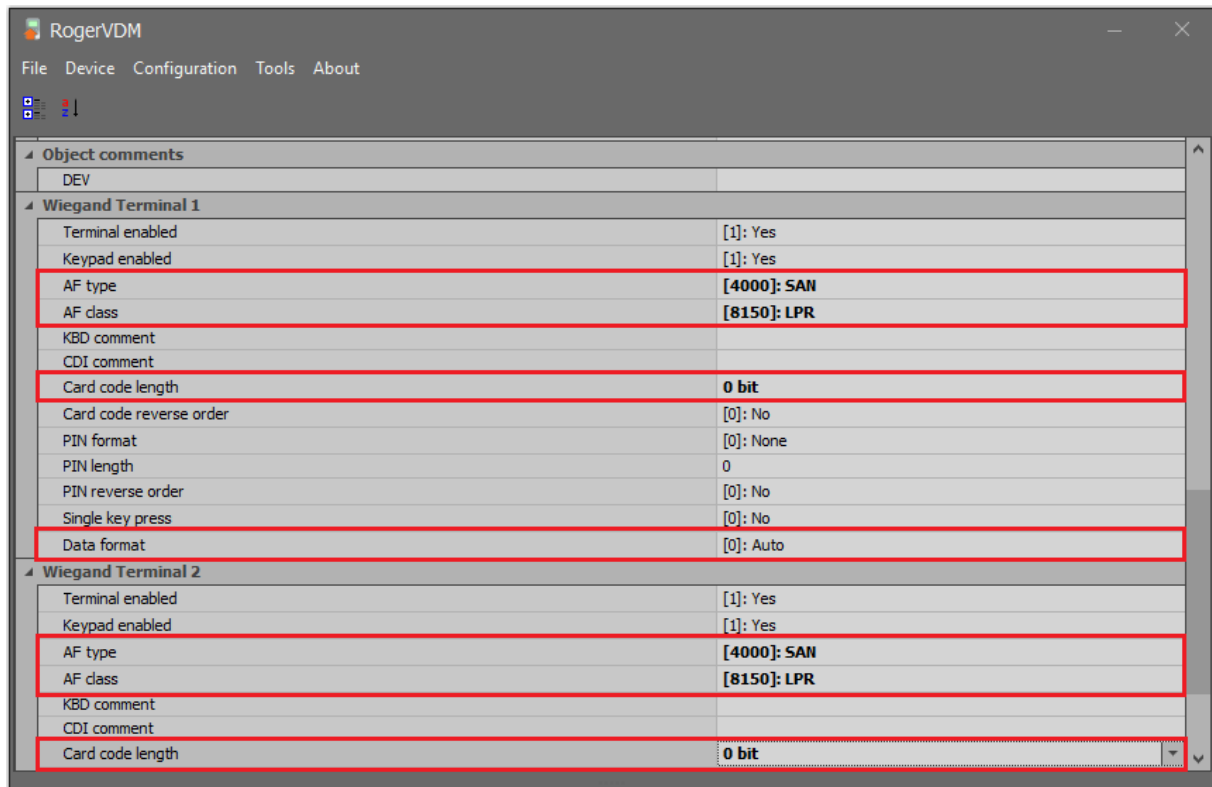 RogerVDM
File Device Configuration Tools About
Object comments
DEV
Wiegand Terminal 1
Terminal enabled [1]: Yes
Keypad enabled [1]: Yes
AF type [4000]: SAN
AF class [8150]: LPR
KBD comment
CDI comment
Card code length 0 bit
Card code reverse order [0]: No
PIN format [0]: None
PIN length 0
PIN reverse order [0]: No
Single key press [0]: No
Data format [0]: Auto
Wiegand Terminal 2
Terminal enabled [1]: Yes
Keypad enabled [1]: Yes
AF type [4000]: SAN
AF class [8150]: LPR
KBD comment
CDI comment
Card code length 0 bit